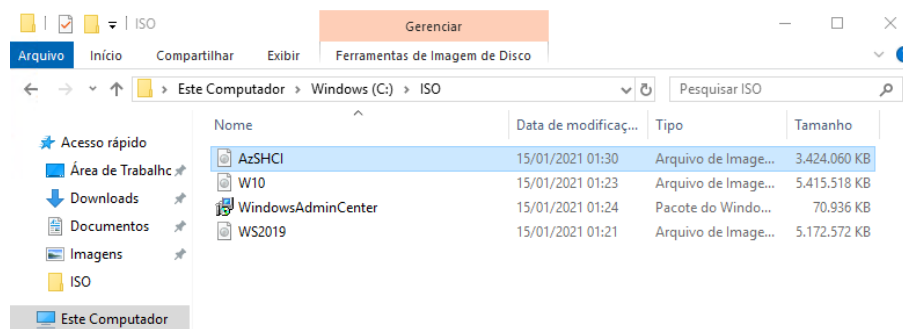 ISO
Gerenciar
Arquivo Início Compartilhar Exibir Ferramentas de Imagem de Disco
Este Computador > Windows (C:) > ISO
Pesquisar ISO
Nome Data de modificaç... Tipo Tamanho
Acesso rápido
AzSHCI 15/01/2021 01:30 Arquivo de Image... 3.424.060 KB
Área de Trabalhc
W10 15/01/2021 01:23 Arquivo de Image... 5.415.518 KB
Downloads
WindowsAdminCenter 15/01/2021 01:24 Pacote do Windo... 70.936 KB
Documentos
WS2019 15/01/2021 01:21 Arquivo de Image... 5.172.572 KB
Imagens
ISO
Este Computador